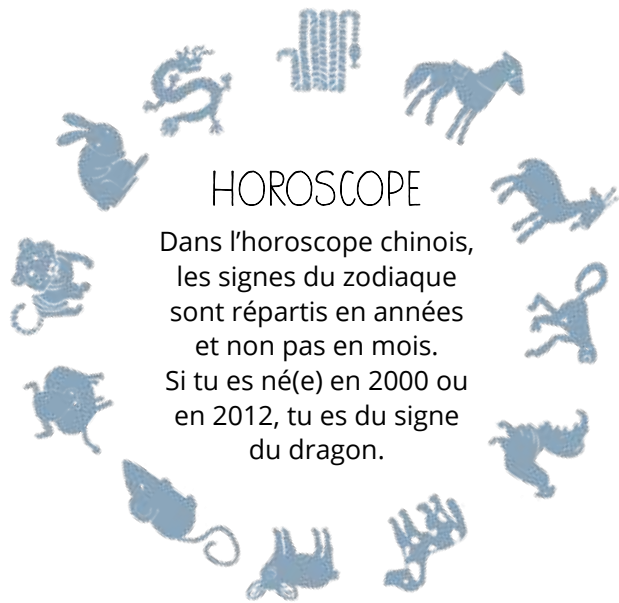 HOROSCOPE
Dans l’horoscope chinois,
les signes du zodiaque
sont répartis en années
et non pas en mois.
Si tu es né(e) en 2000 ou
en 2012, tu es du signe
du dragon.